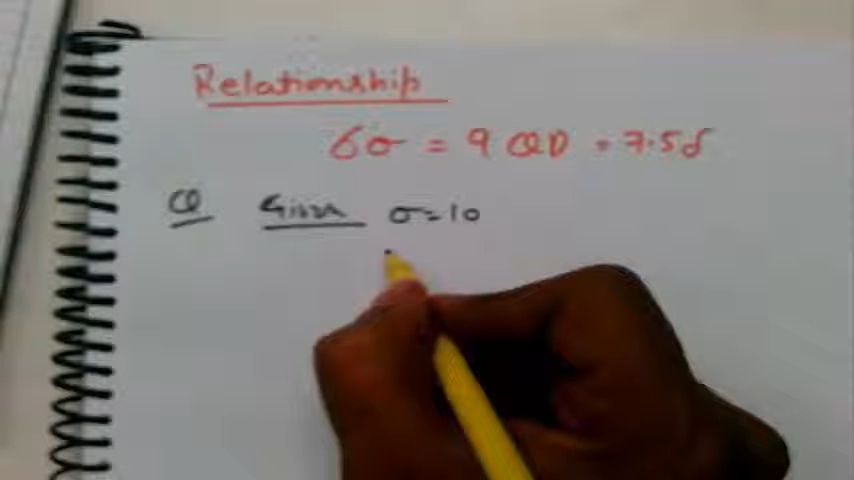 Relationship
6σ = 9 QD = 7.5δ
Q Given σ=10